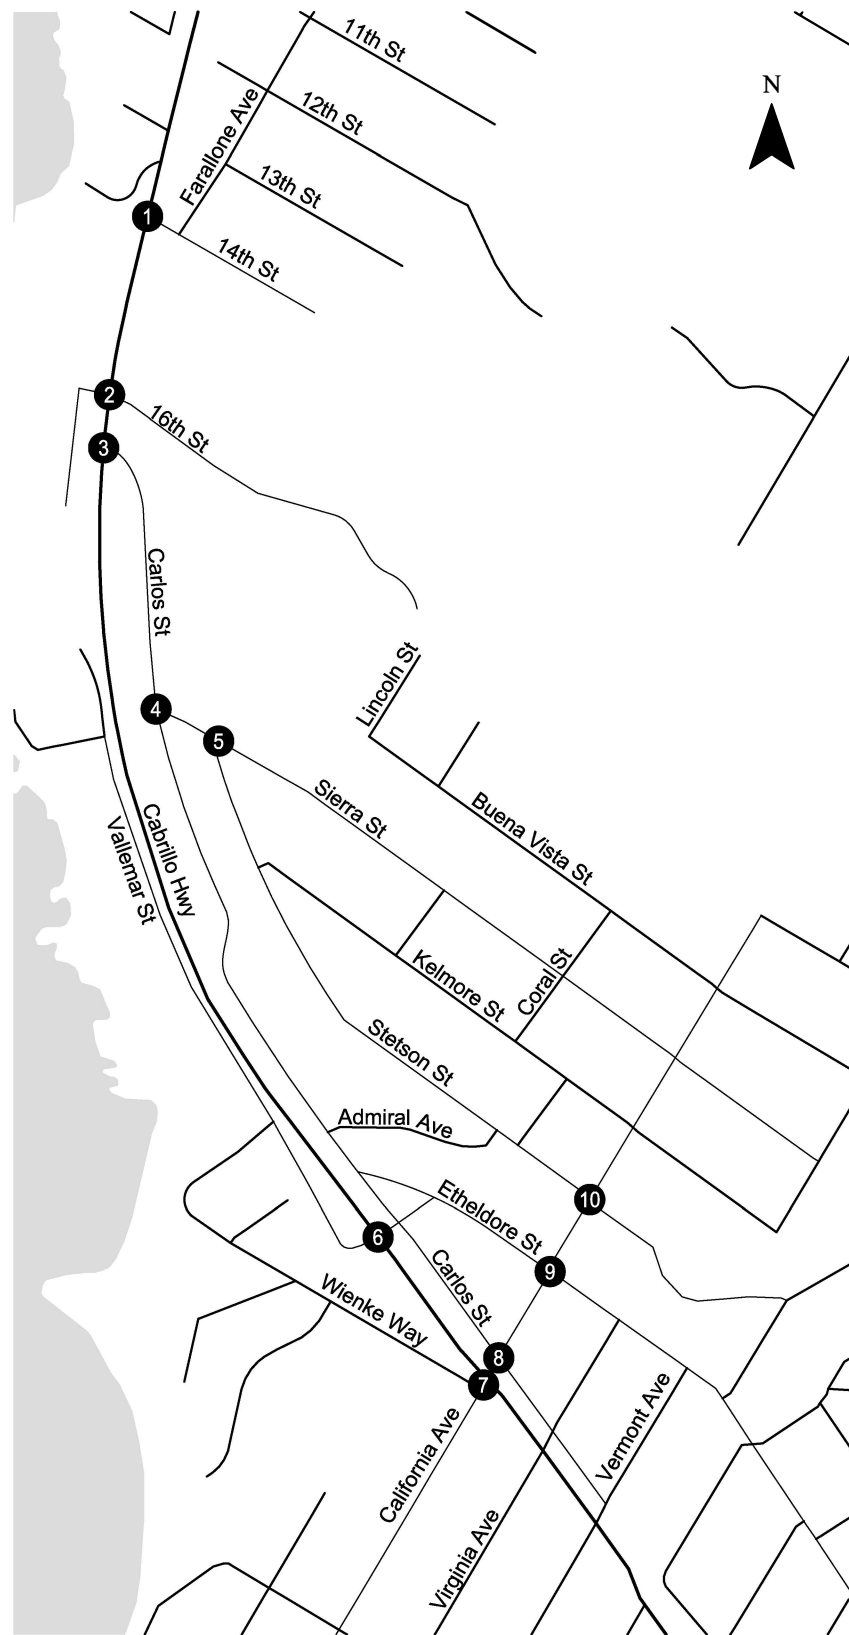 11th St
N
12th St
Farallone Ave
13th St
1
14th St
2
16th St
3
Carlos St
Lincoln St
4
5
Sierra St
Buena Vista St
Cabrillo Hwy
Vallemar St
Kelmore St
Coral St
Stetson St
Admiral Ave
Etheldore St
10
6
9
Carlos St
Wienke Way
8
7
Vermont Ave
California Ave
Virginia Ave